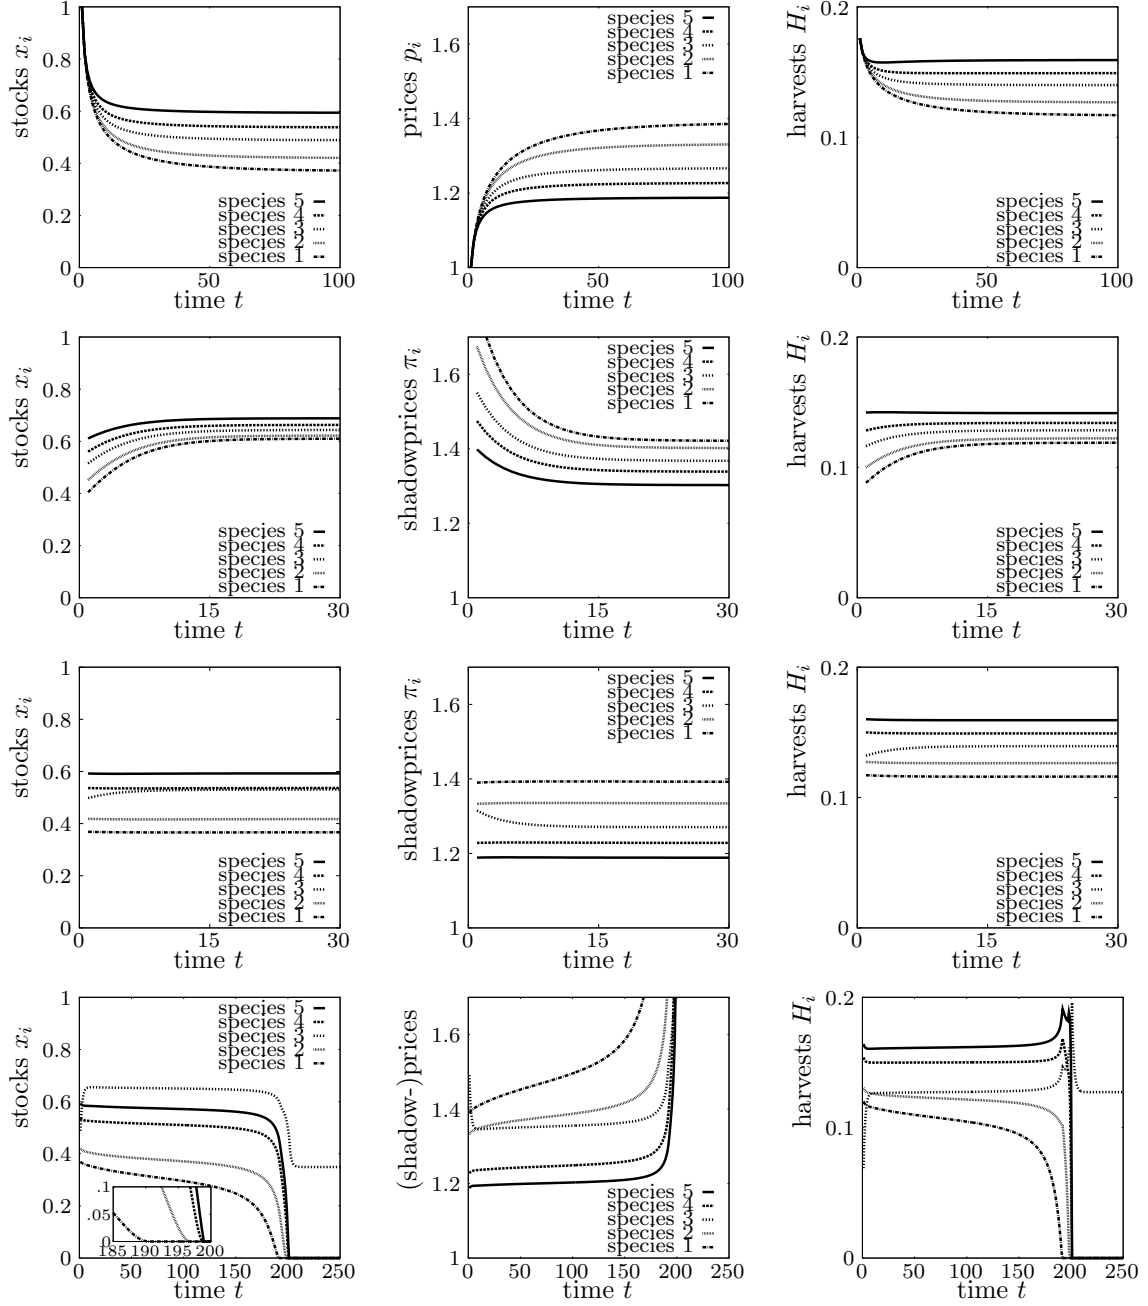 stocks x_i
1
0.8
0.6
0.4
0.2
0
species 5
species 4
species 3
species 2
species 1
0 50 100
time t
prices p_i
1.6
1.4
1.2
1
species 5
species 4
species 3
species 2
species 1
0 50 100
time t
harvests H_i
0.2
0.1
0
species 5
species 4
species 3
species 2
species 1
0 50 100
time t
stocks x_i
1
0.8
0.6
0.4
0.2
0
species 5
species 4
species 3
species 2
species 1
0 15 30
time t
shadowprices π_i
1.6
1.4
1.2
1
species 5
species 4
species 3
species 2
species 1
0 15 30
time t
harvests H_i
0.2
0.1
0
species 5
species 4
species 3
species 2
species 1
0 15 30
time t
stocks x_i
1
0.8
0.6
0.4
0.2
0
species 5
species 4
species 3
species 2
species 1
0 15 30
time t
shadowprices π_i
1.6
1.4
1.2
1
species 5
species 4
species 3
species 2
species 1
0 15 30
time t
harvests H_i
0.2
0.1
0
species 5
species 4
species 3
species 2
species 1
0 15 30
time t
stocks x_i
1
0.8
0.6
0.4
0.2
0
species 5
species 4
species 3
species 2
species 1
.1
.05
0
185 190 195 200
0 50 100 150 200 250
time t
(shadow-)prices
1.6
1.4
1.2
1
species 5
species 4
species 3
species 2
species 1
0 50 100 150 200 250
time t
harvests H_i
0.2
0.1
0
0 50 100 150 200 250
time t